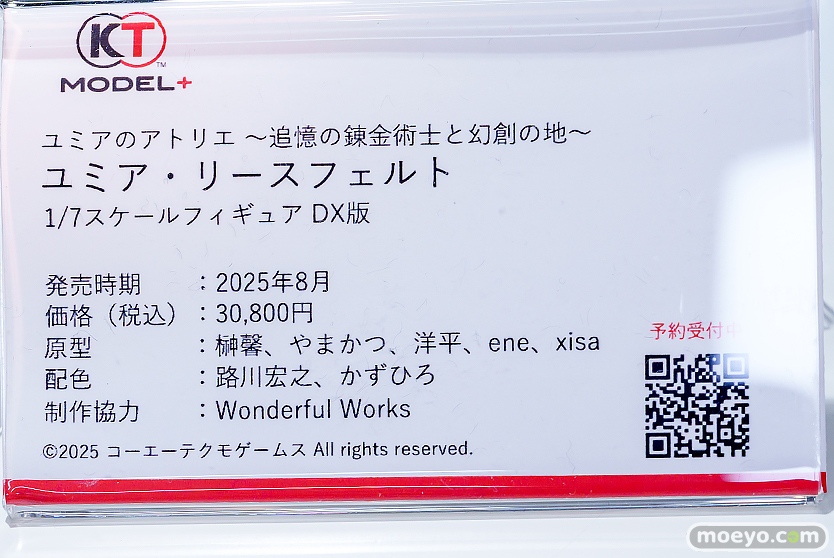 KT
TM
MODEL+
ユミアのアトリエ ～追憶の錬金術士と幻創の地～
ユミア・リースフェルト
1/7スケールフィギュア DX版
発売時期 ：2025年8月
価格（税込）：30,800円
原型 ：榊馨、やまかつ、洋平、ene、xisa
配色 ：路川宏之、かずひろ
制作協力 ：Wonderful Works
予約受付中
©2025 コーエーテクモゲームス All rights reserved.
moeyo.com